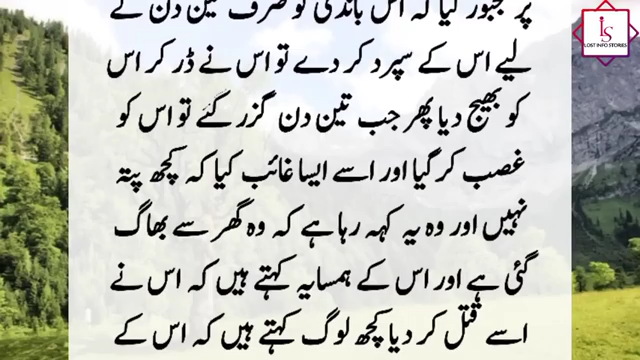 پر مجبور کیا کہ اس باندی کو صرف تین دن کے
لیے اس کے سپرد کر دے تو اس نے ڈر کر اس
کو بھیج دیا پھر جب تین دن گزر گئے تو اس کو
غصب کر گیا اور اسے ایسا غائب کیا کہ کچھ پتہ
نہیں اور وہ یہ کہہ رہا ہے کہ وہ گھر سے بھاگ
گئی ہے اور اس کے ہمسایہ کہتے ہیں کہ اس نے
اسے قتل کر دیا کچھ لوگ کہتے ہیں کہ اس کے
LS
LOST INFO STORIES